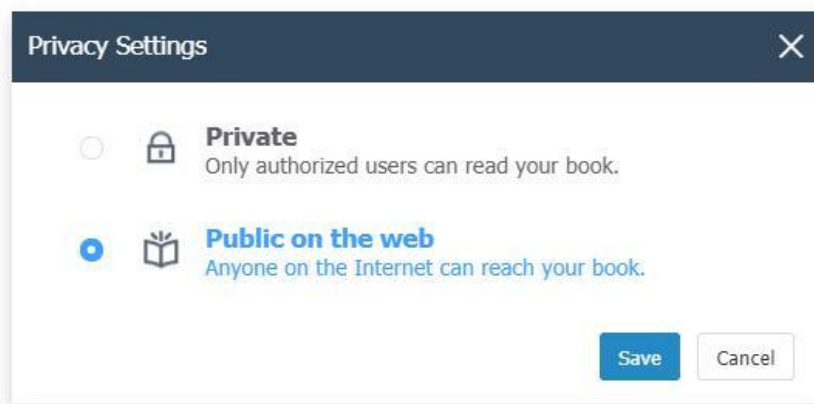 Privacy Settings
Private
Only authorized users can read your book.
Public on the web
Anyone on the Internet can reach your book.
Save Cancel